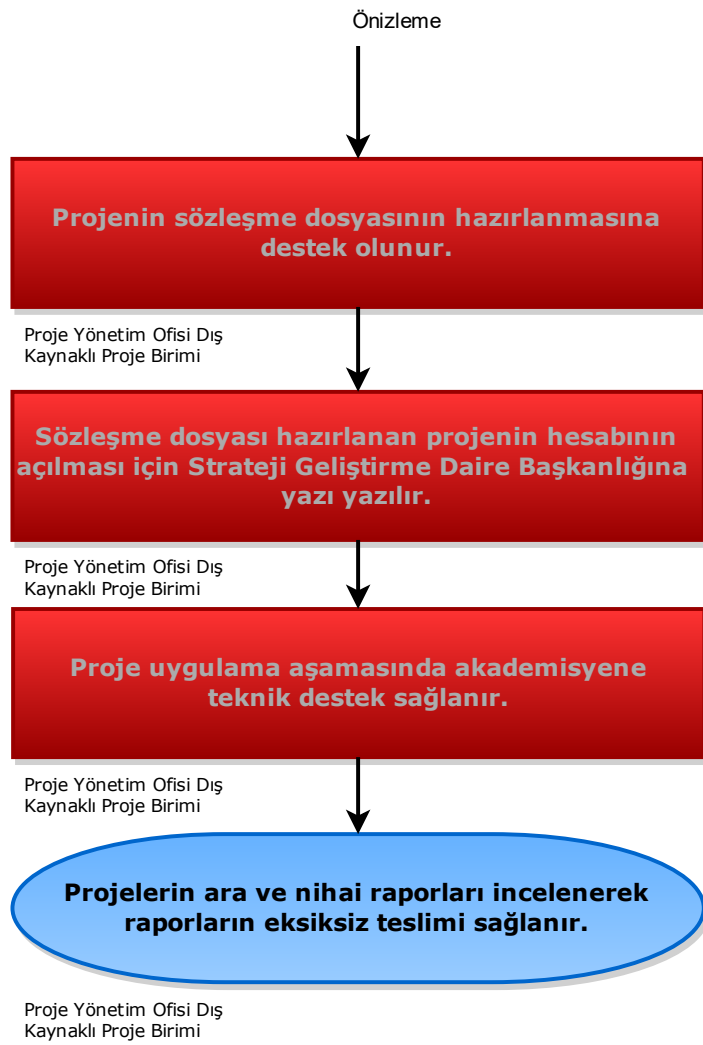 Önizleme
Projenin sözleşme dosyasının hazırlanmasına
destek olunur.
Proje Yönetim Ofisi Dış
Kaynaklı Proje Birimi
Sözleşme dosyası hazırlanan projenin hesabının
açılması için Strateji Geliştirme Daire Başkanlığına
yazı yazılır.
Proje Yönetim Ofisi Dış
Kaynaklı Proje Birimi
Proje uygulama aşamasında akademisyene
teknik destek sağlanır.
Proje Yönetim Ofisi Dış
Kaynaklı Proje Birimi
Projelerin ara ve nihai raporları incelenerek
raporların eksiksiz teslimi sağlanır.
Proje Yönetim Ofisi Dış
Kaynaklı Proje Birimi